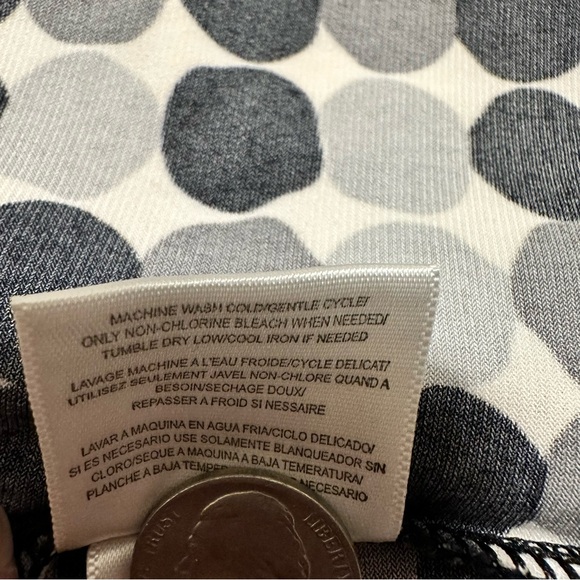 MACHINE WASH COLD/GENTLE CYCLE/
ONLY NON-CHLORINE BLEACH WHEN NEEDED/
TUMBLE DRY LOW/COOL IRON IF NEEDED
LAVAGE MACHINE A L'EAU FROIDE/CYCLE DELICAT/
UTILISEZ SEULEMENT JAVEL NON-CHLORE QUAND A
BESOIN/SECHAGE DOUX/
REPASSER A FROID SI NESSAIRE
LAVAR A MAQUINA EN AGUA FRIA/CICLO DELICADO/
SI ES NECESARIO USE SOLAMENTE BLANQUEADOR SIN
CLORO/SEQUE A MAQUINA A BAJA TEMERATURA/
PLANCHE A BAJA TEMPER NECESARIO
TRUST
LIBERTY